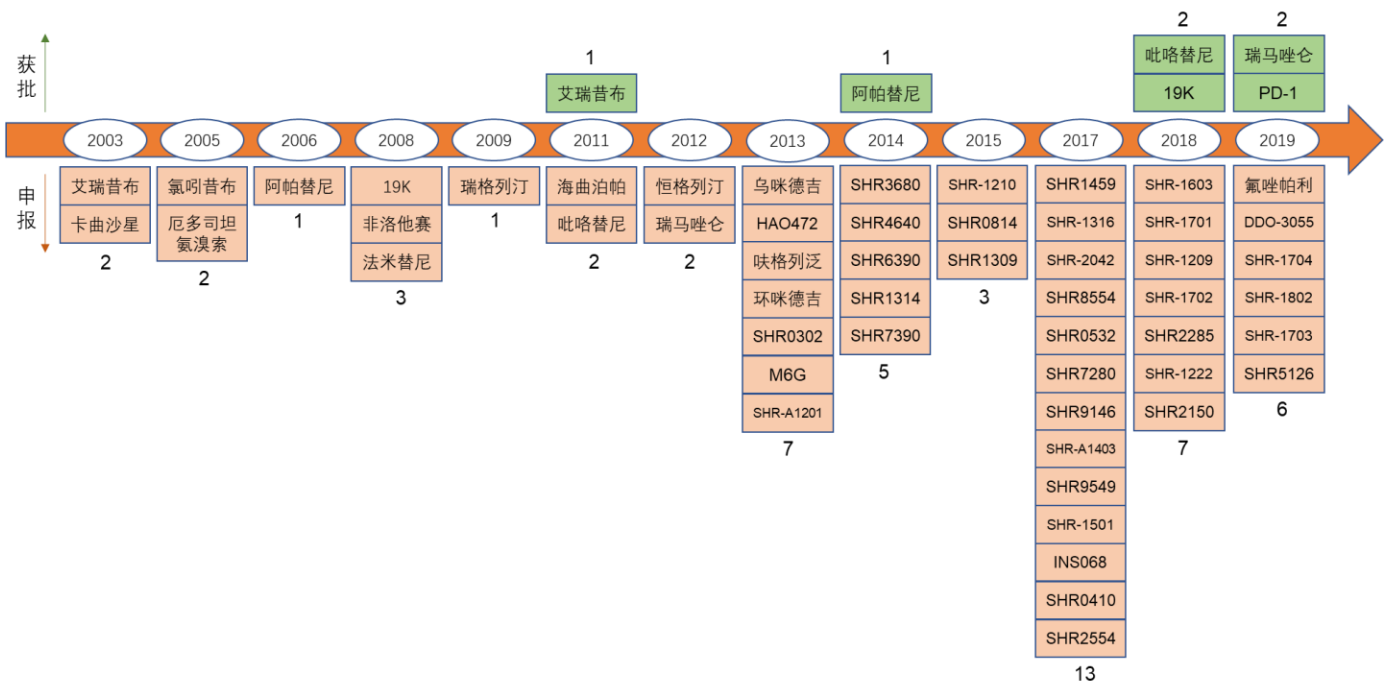 获批
1
艾瑞昔布
1
阿帕替尼
2
吡咯替尼
19K
2
瑞马唑仑
PD-1
2003
2005
2006
2008
2009
2011
2012
2013
2014
2015
2017
2018
2019
申报
艾瑞昔布
卡曲沙星
2
氯吲昔布
厄多司坦
氨溴索
2
阿帕替尼
1
19K
非洛他赛
法米替尼
3
瑞格列汀
1
海曲泊帕
吡咯替尼
2
恒格列汀
瑞马唑仑
2
乌咪德吉
HAO472
呋格列泛
环咪德吉
SHR0302
M6G
SHR-A1201
7
SHR3680
SHR4640
SHR6390
SHR1314
SHR7390
5
SHR-1210
SHR0814
SHR1309
3
SHR1459
SHR-1316
SHR-2042
SHR8554
SHR0532
SHR7280
SHR9146
SHR-A1403
SHR9549
SHR-1501
INS068
SHR0410
SHR2554
13
SHR-1603
SHR-1701
SHR-1209
SHR-1702
SHR2285
SHR-1222
SHR2150
7
氟唑帕利
DDO-3055
SHR-1704
SHR-1802
SHR-1703
SHR5126
6